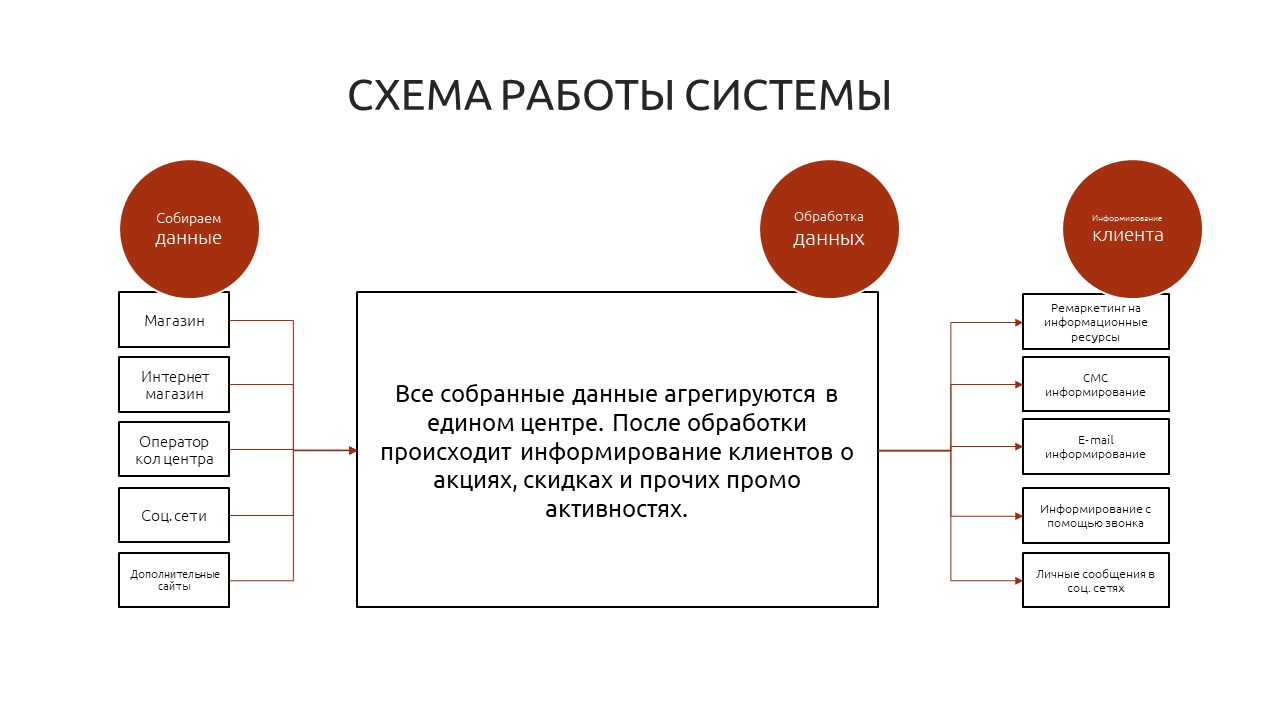 СХЕМА РАБОТЫ СИСТЕМЫ
Собираем
данные
Магазин
Интернет
магазин
Оператор
кол центра
Соц. сети
Дополнительные
сайты
Обработка
данных
Все собранные данные агрегируются в
едином центре. После обработки
происходит информирование клиентов о
акциях, скидках и прочих промо
активностях.
Информирование
клиента
Ремаркетинг на
информационные
ресурсы
СМС
информирование
E-mail
информирование
Информирование с
помощью звонка
Личные сообщения в
соц. сетях